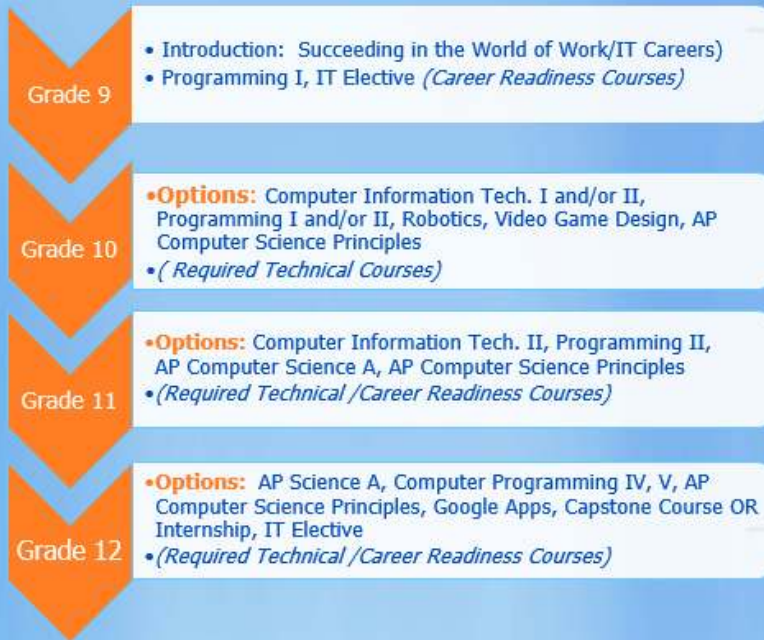 Grade 9
• Introduction: Succeeding in the World of Work/IT Careers)
• Programming I, IT Elective (Career Readiness Courses)
Grade 10
•Options: Computer Information Tech. I and/or II,
Programming I and/or II, Robotics, Video Game Design, AP
Computer Science Principles
•( Required Technical Courses)
Grade 11
•Options: Computer Information Tech. II, Programming II,
AP Computer Science A, AP Computer Science Principles
•(Required Technical /Career Readiness Courses)
Grade 12
•Options: AP Science A, Computer Programming IV, V, AP
Computer Science Principles, Google Apps, Capstone Course OR
Internship, IT Elective
•(Required Technical /Career Readiness Courses)